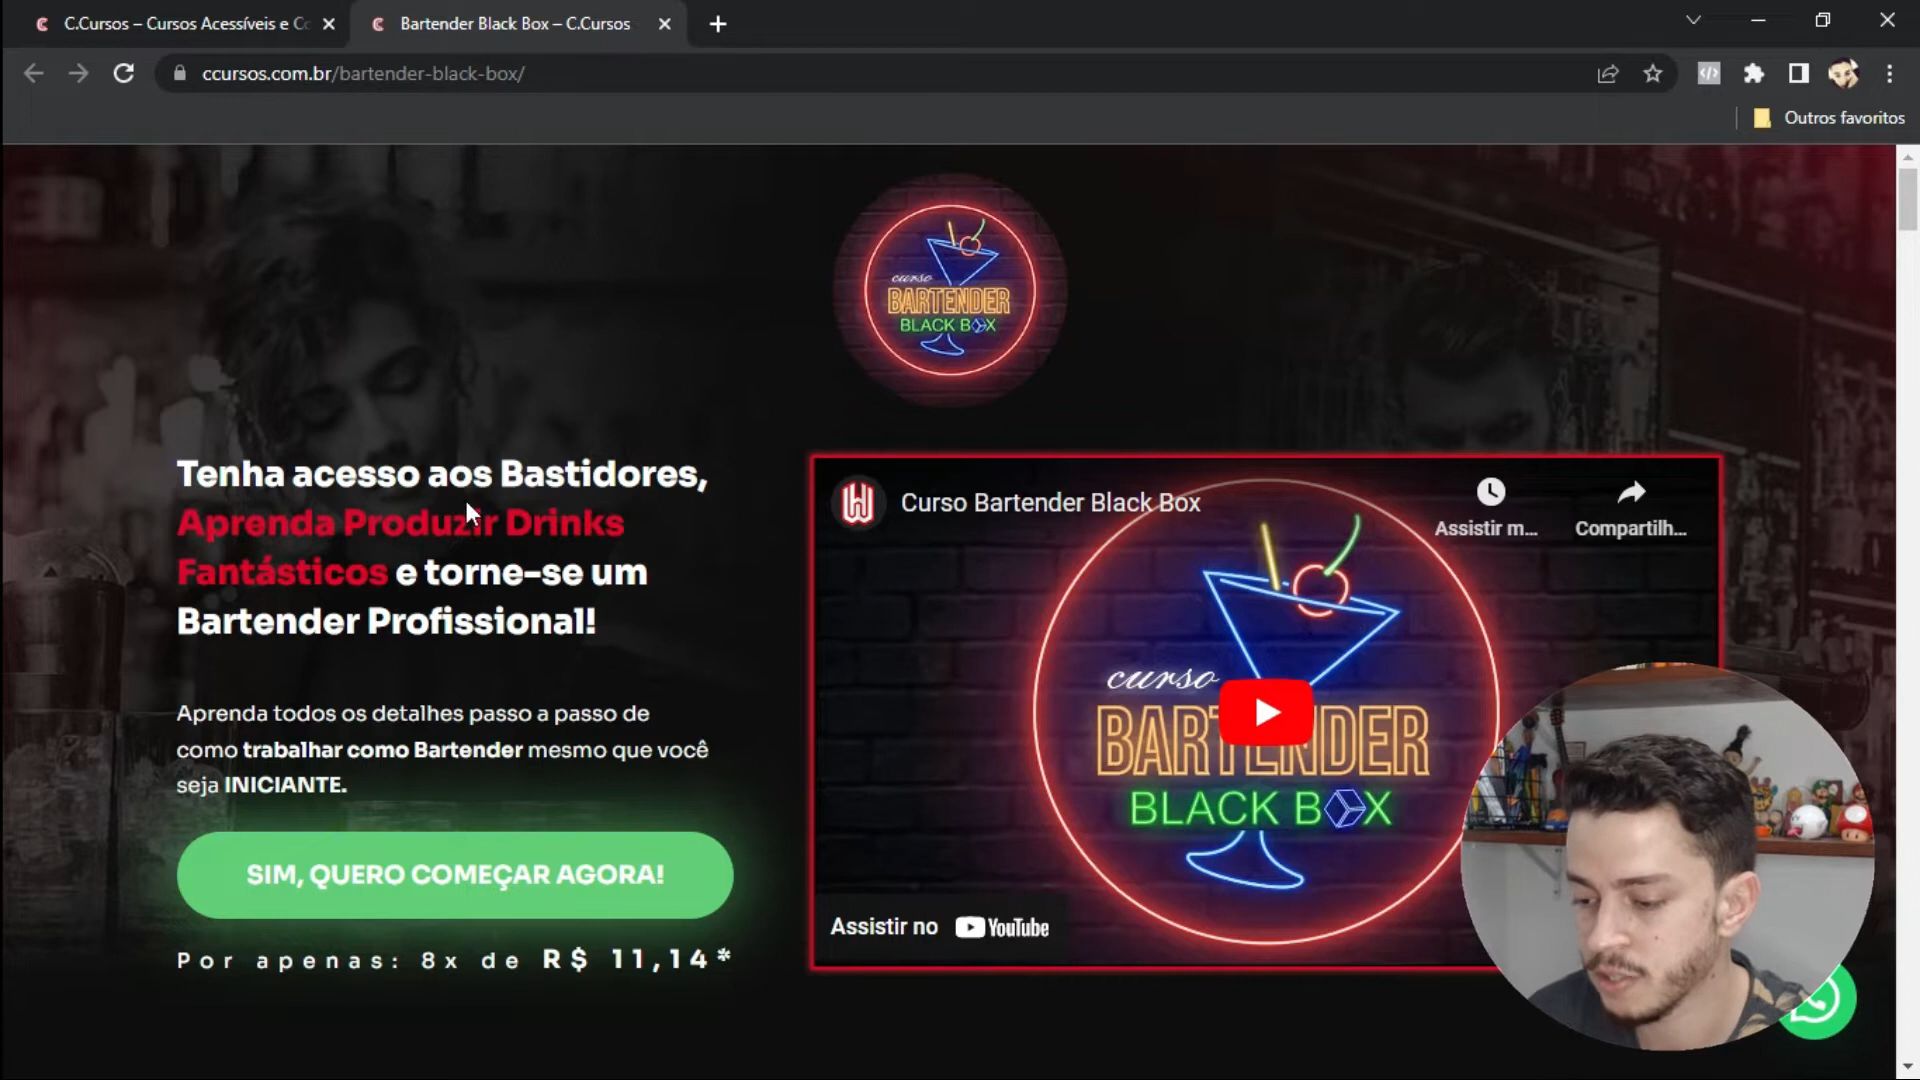 C.Cursos – Cursos Acessíveis e Co
Bartender Black Box – C.Cursos
ccursos.com.br/bartender-black-box/
Outros favoritos
curso
BARTENDER
BLACK BOX
Tenha acesso aos Bastidores,
Aprenda Produzir Drinks
Fantásticos e torne-se um
Bartender Profissional!
Aprenda todos os detalhes passo a passo de
como trabalhar como Bartender mesmo que você
seja INICIANTE.
SIM, QUERO COMEÇAR AGORA!
Por apenas: 8x de R$ 11,14*
Curso Bartender Black Box
Assistir m...
Compartilh...
curso
BARTENDER
BLACK BOX
Assistir no YouTube